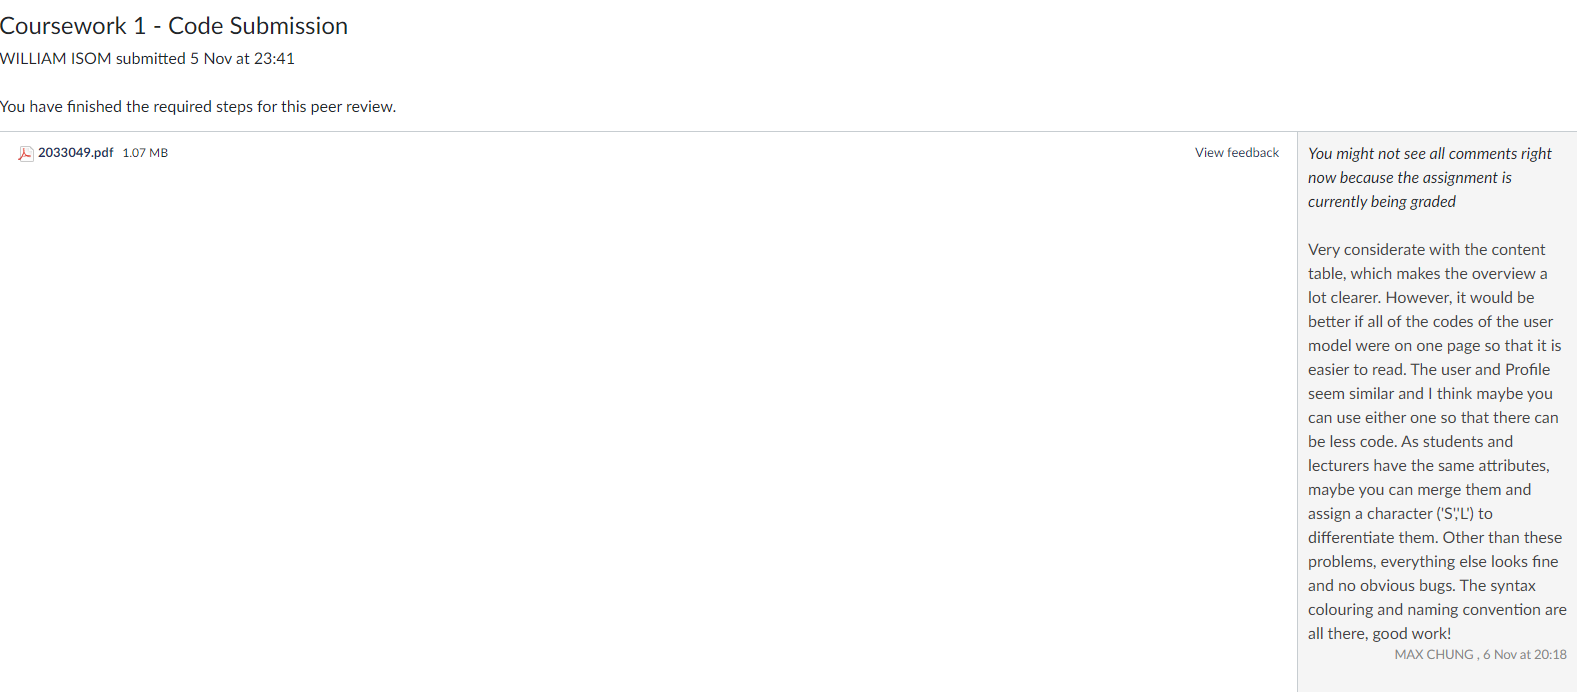 Coursework 1 - Code Submission
WILLIAM ISOM submitted 5 Nov at 23:41
You have finished the required steps for this peer review.
2033049.pdf 1.07 MB
View feedback
You might not see all comments right
now because the assignment is
currently being graded
Very considerate with the content
table, which makes the overview a
lot clearer. However, it would be
better if all of the codes of the user
model were on one page so that it is
easier to read. The user and Profile
seem similar and I think maybe you
can use either one so that there can
be less code. As students and
lecturers have the same attributes,
maybe you can merge them and
assign a character ('S','L') to
differentiate them. Other than these
problems, everything else looks fine
and no obvious bugs. The syntax
colouring and naming convention are
all there, good work!
MAX CHUNG , 6 Nov at 20:18